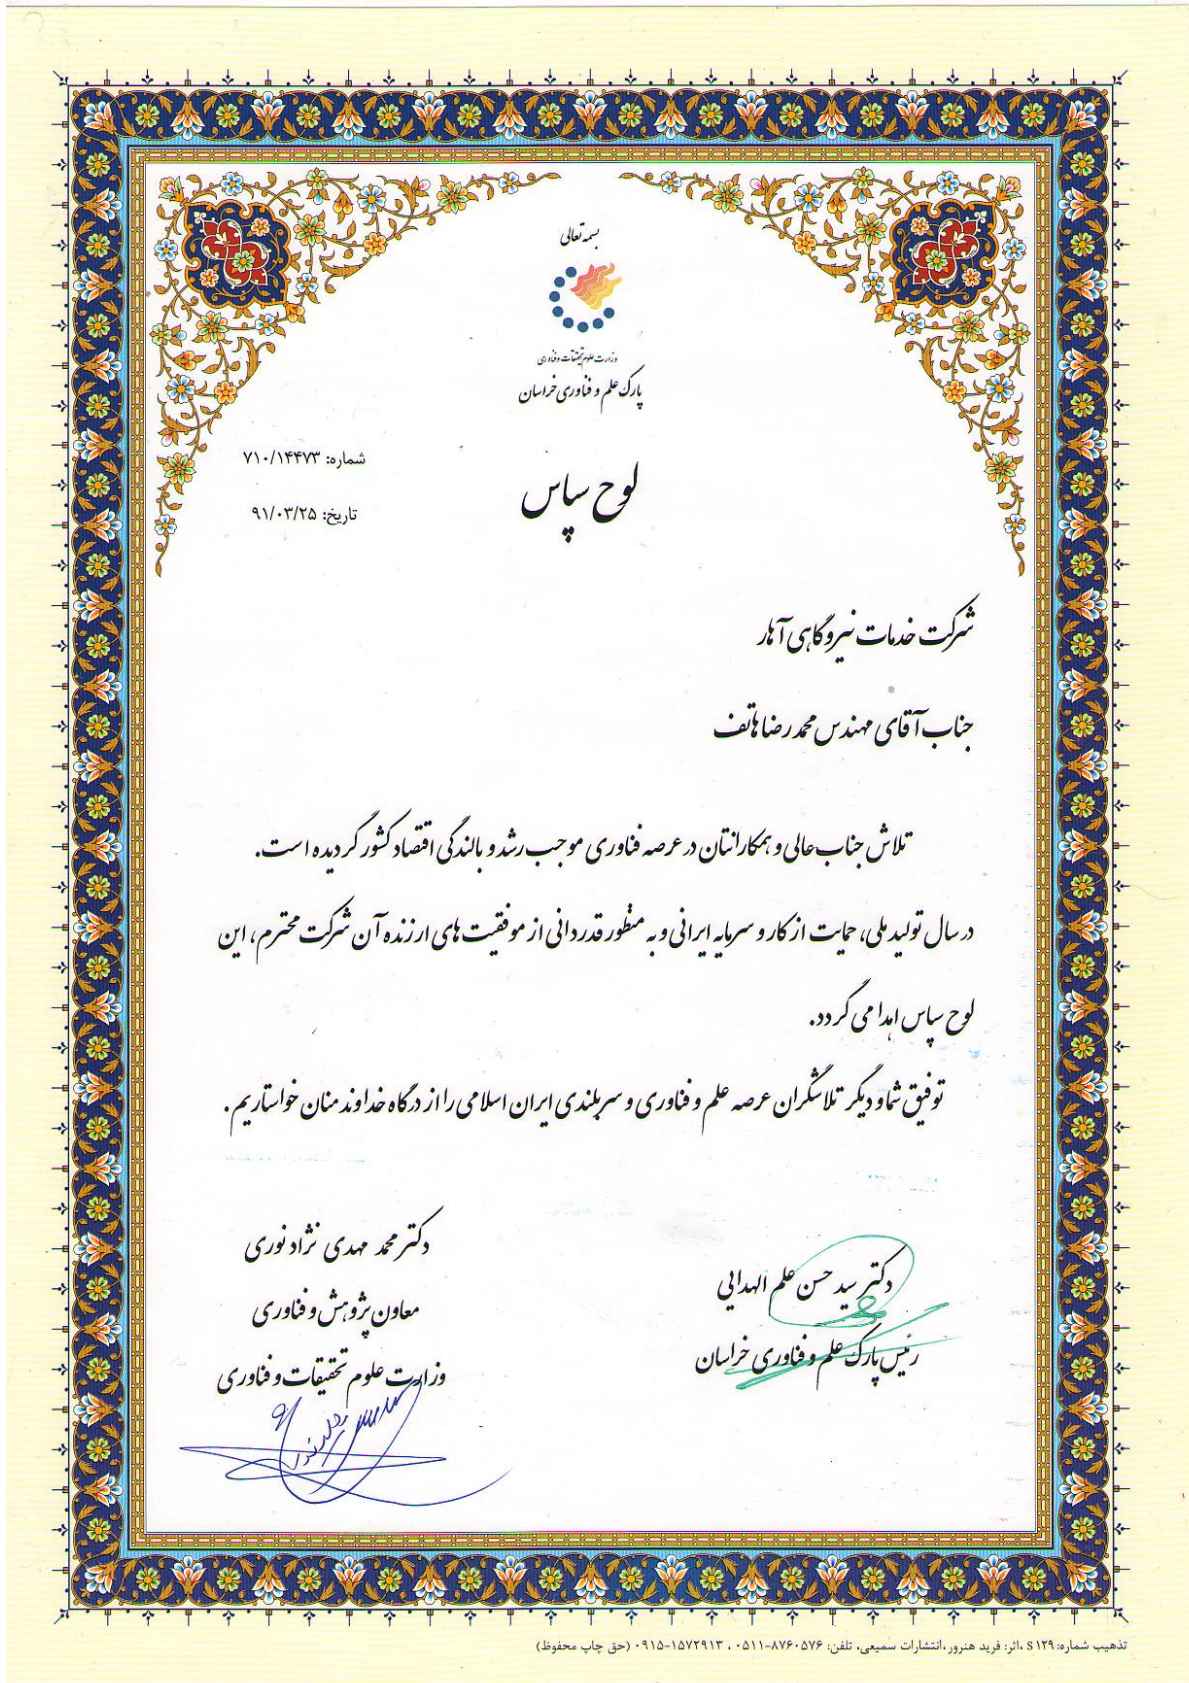 بسمه تعالی
وزارت علوم تحقیقات و فناوری
پارک علم و فناوری خراسان
شماره: ۷۱۰/۱۴۴۷۳
لوح سپاس
تاریخ: ۹۱/۰۳/۲۵
شرکت خدمات نیروگاهی آهار
جناب آقای مهندس محمدرضا هاتف
تلاش جناب عالی و همکارانتان در عرصه فناوری موجب رشد و بالندگی اقتصاد کشور گردیده است.
در سال تولید ملی، حمایت از کار و سرمایه ایرانی و به منظور قدردانی از موفقیت های ارزنده آن شرکت محترم، این
لوح سپاس اهدا می گردد.
توفیق شما و دیگر تلاشگران عرصه علم و فناوری و سربلندی ایران اسلامی را از درگاه خداوند منان خواستاریم.
دکتر سید حسن علم الهدایی
رئیس پارک علم و فناوری خراسان
دکتر محمد مهدی نژاد نوری
معاون پژوهش و فناوری
وزارت علوم تحقیقات و فناوری
تذهیب شماره: S ۱۲۹ ،اثر: فرید هنرور ،انتشارات سمیعی، تلفن: ۸۷۶۰۵۷۶-۰۵۱۱ ، ۱۵۷۲۹۱۳-۰۹۱۵ (حق چاپ محفوظ)